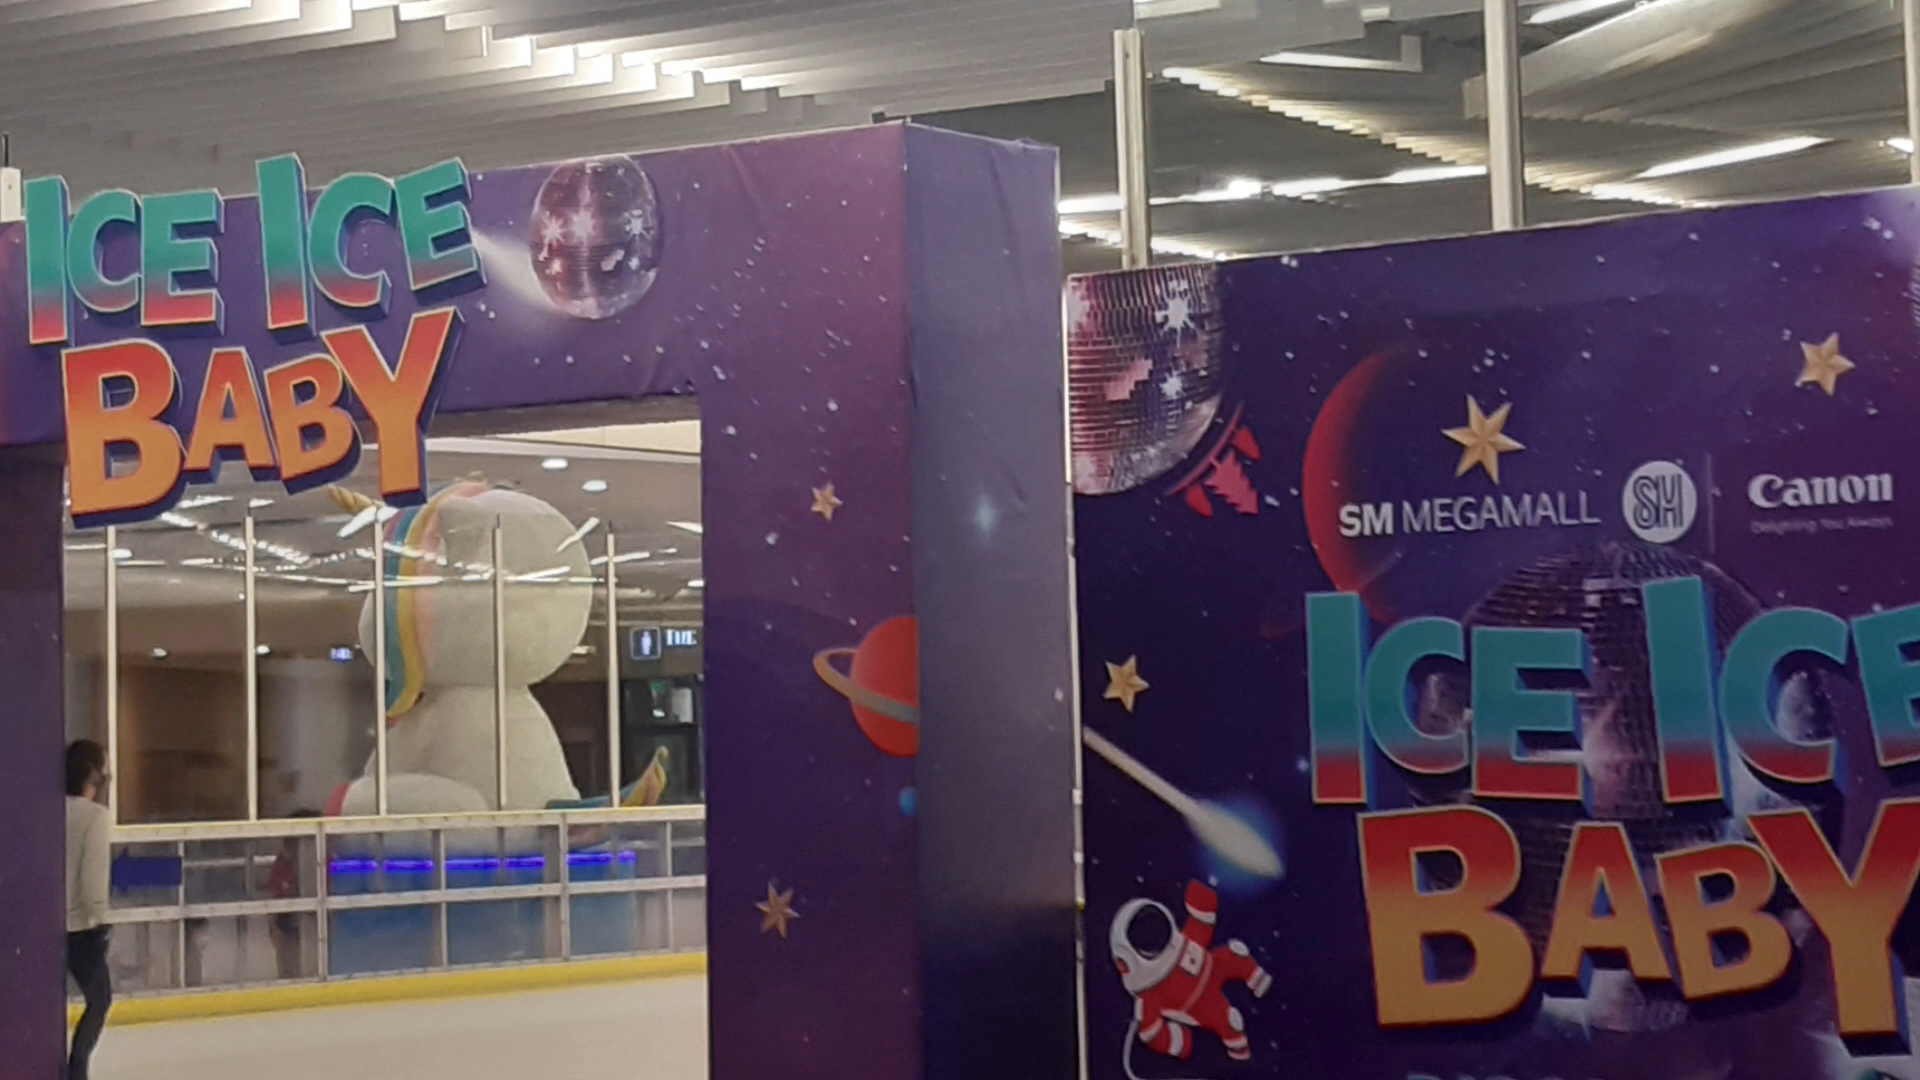 ICE ICE
BABY
SM MEGAMALL SM Canon
Delighting You Always
ICE ICE
BABY